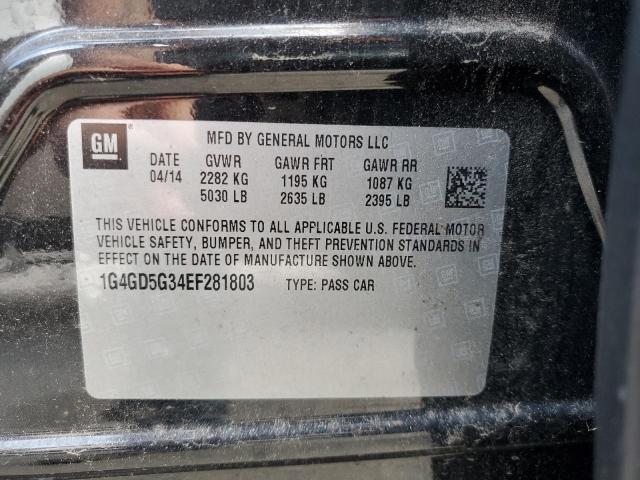 GM
MFD BY GENERAL MOTORS LLC
DATE GVWR GAWR FRT GAWR RR
04/14 2282 KG 1195 KG 1087 KG
5030 LB 2635 LB 2395 LB
THIS VEHICLE CONFORMS TO ALL APPLICABLE U.S. FEDERAL MOTOR
VEHICLE SAFETY, BUMPER, AND THEFT PREVENTION STANDARDS IN
EFFECT ON THE DATE OF MANUFACTURE SHOWN ABOVE.
1G4GD5G34EF281803 TYPE: PASS CAR